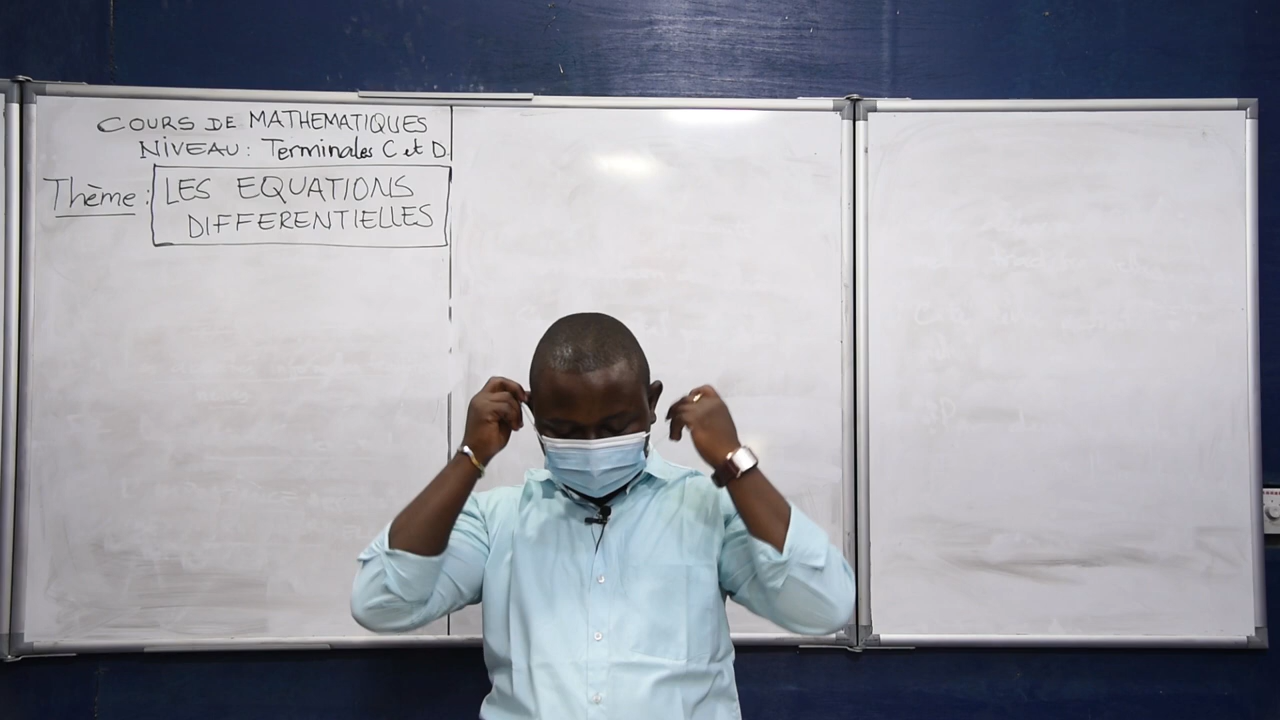 COURS DE MATHEMATIQUES
NIVEAU : Terminales C et D.
Thème : LES EQUATIONS
DIFFERENTIELLES